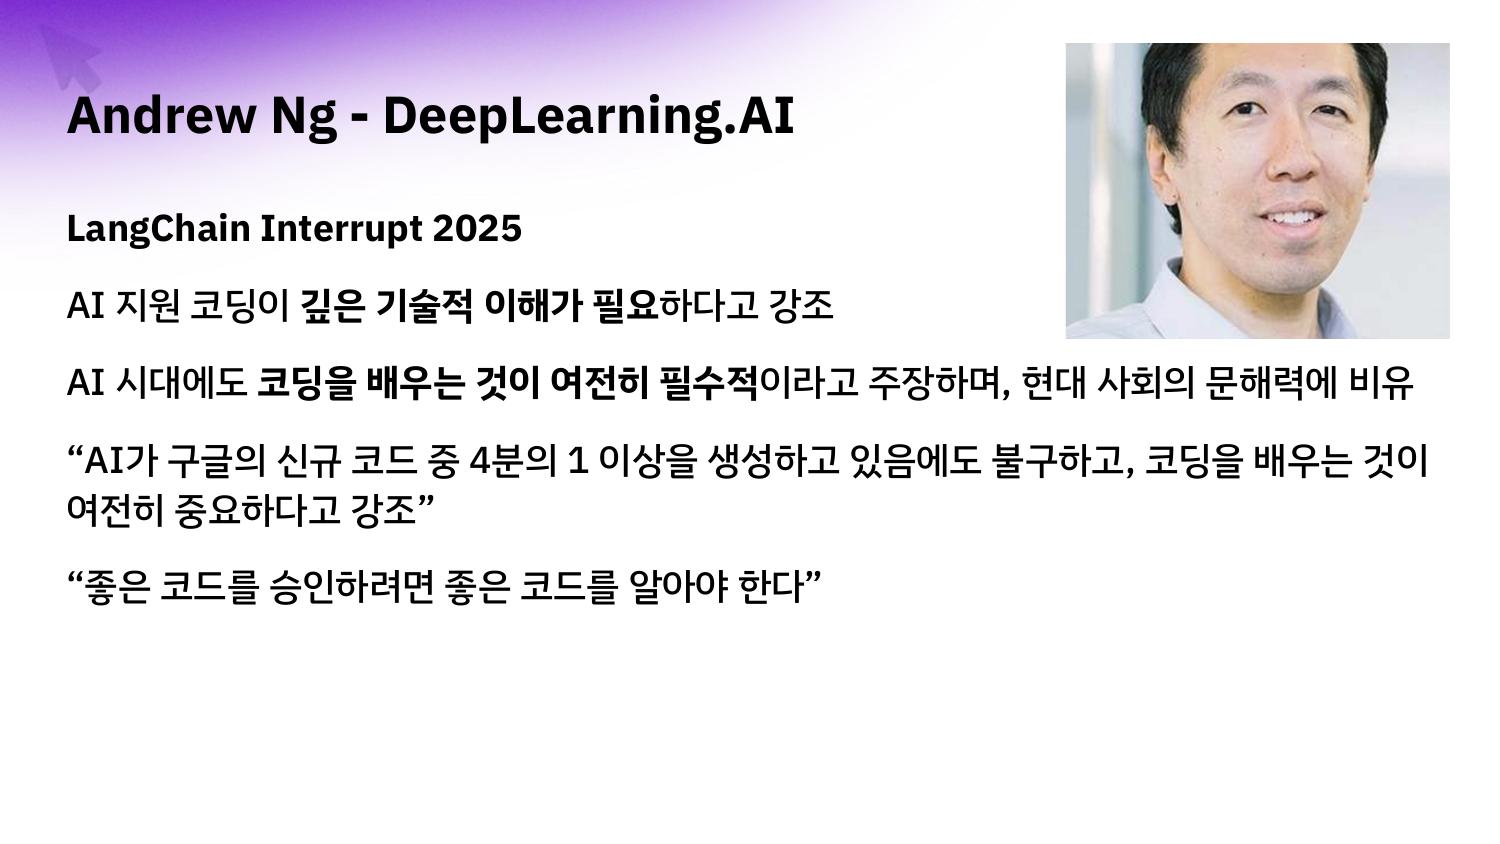 Andrew Ng - DeepLearning.AI
LangChain Interrupt 2025
AI 지원 코딩이 깊은 기술적 이해가 필요하다고 강조
AI 시대에도 코딩을 배우는 것이 여전히 필수적이라고 주장하며, 현대 사회의 문해력에 비유
“AI가 구글의 신규 코드 중 4분의 1 이상을 생성하고 있음에도 불구하고, 코딩을 배우는 것이
여전히 중요하다고 강조”
“좋은 코드를 승인하려면 좋은 코드를 알아야 한다”